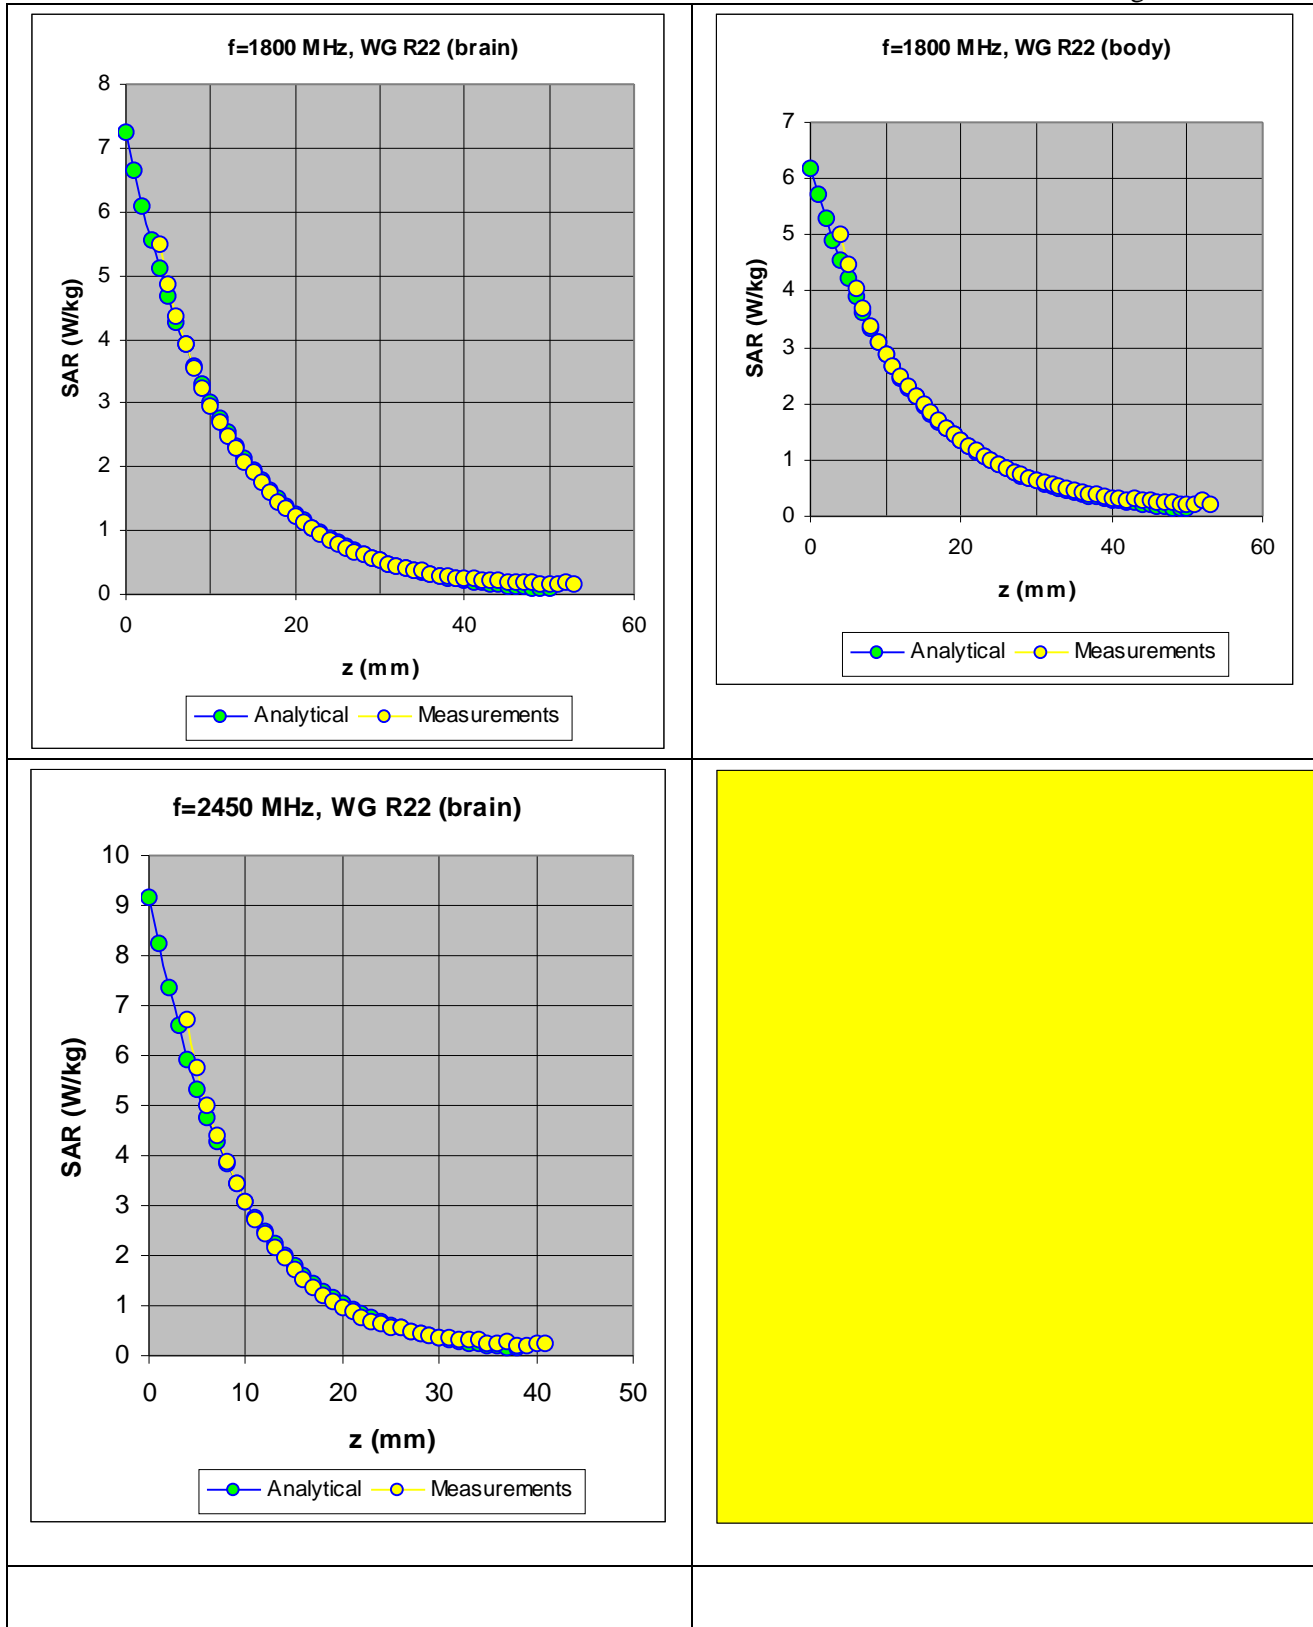 f=1800 MHz, WG R22 (brain)
8
7
6
5
4
3
2
1
0
SAR (W/kg)
0 20 40 60
z (mm)
Analytical Measurements
f=1800 MHz, WG R22 (body)
7
6
5
4
3
2
1
0
SAR (W/kg)
0 20 40 60
z (mm)
Analytical Measurements
f=2450 MHz, WG R22 (brain)
10
9
8
7
6
5
4
3
2
1
0
SAR (W/kg)
0 10 20 30 40 50
z (mm)
Analytical Measurements